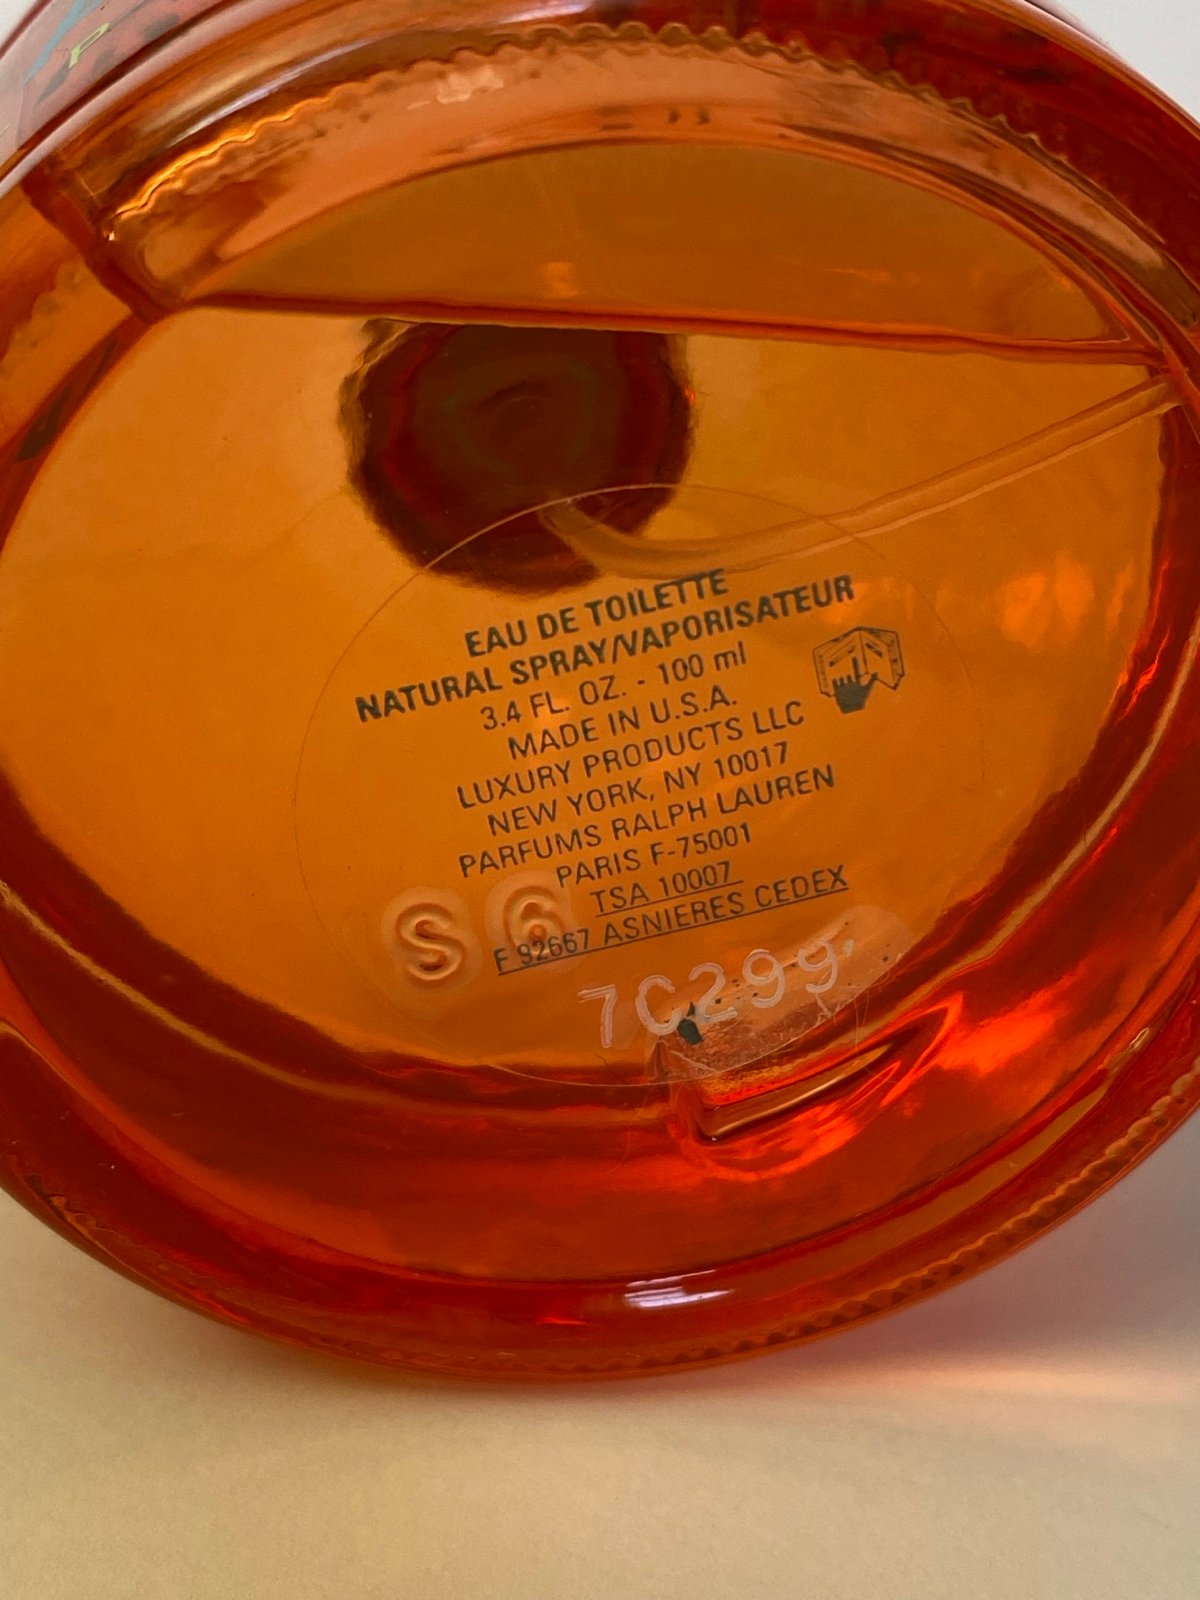 EAU DE TOILETTE
NATURAL SPRAY/VAPORISATEUR
3.4 FL. OZ. - 100 ml
MADE IN U.S.A.
LUXURY PRODUCTS LLC
NEW YORK, NY 10017
PARFUMS RALPH LAUREN
PARIS F-75001
TSA 10007
F 92667 ASNIERES CEDEX
S 6
7C299